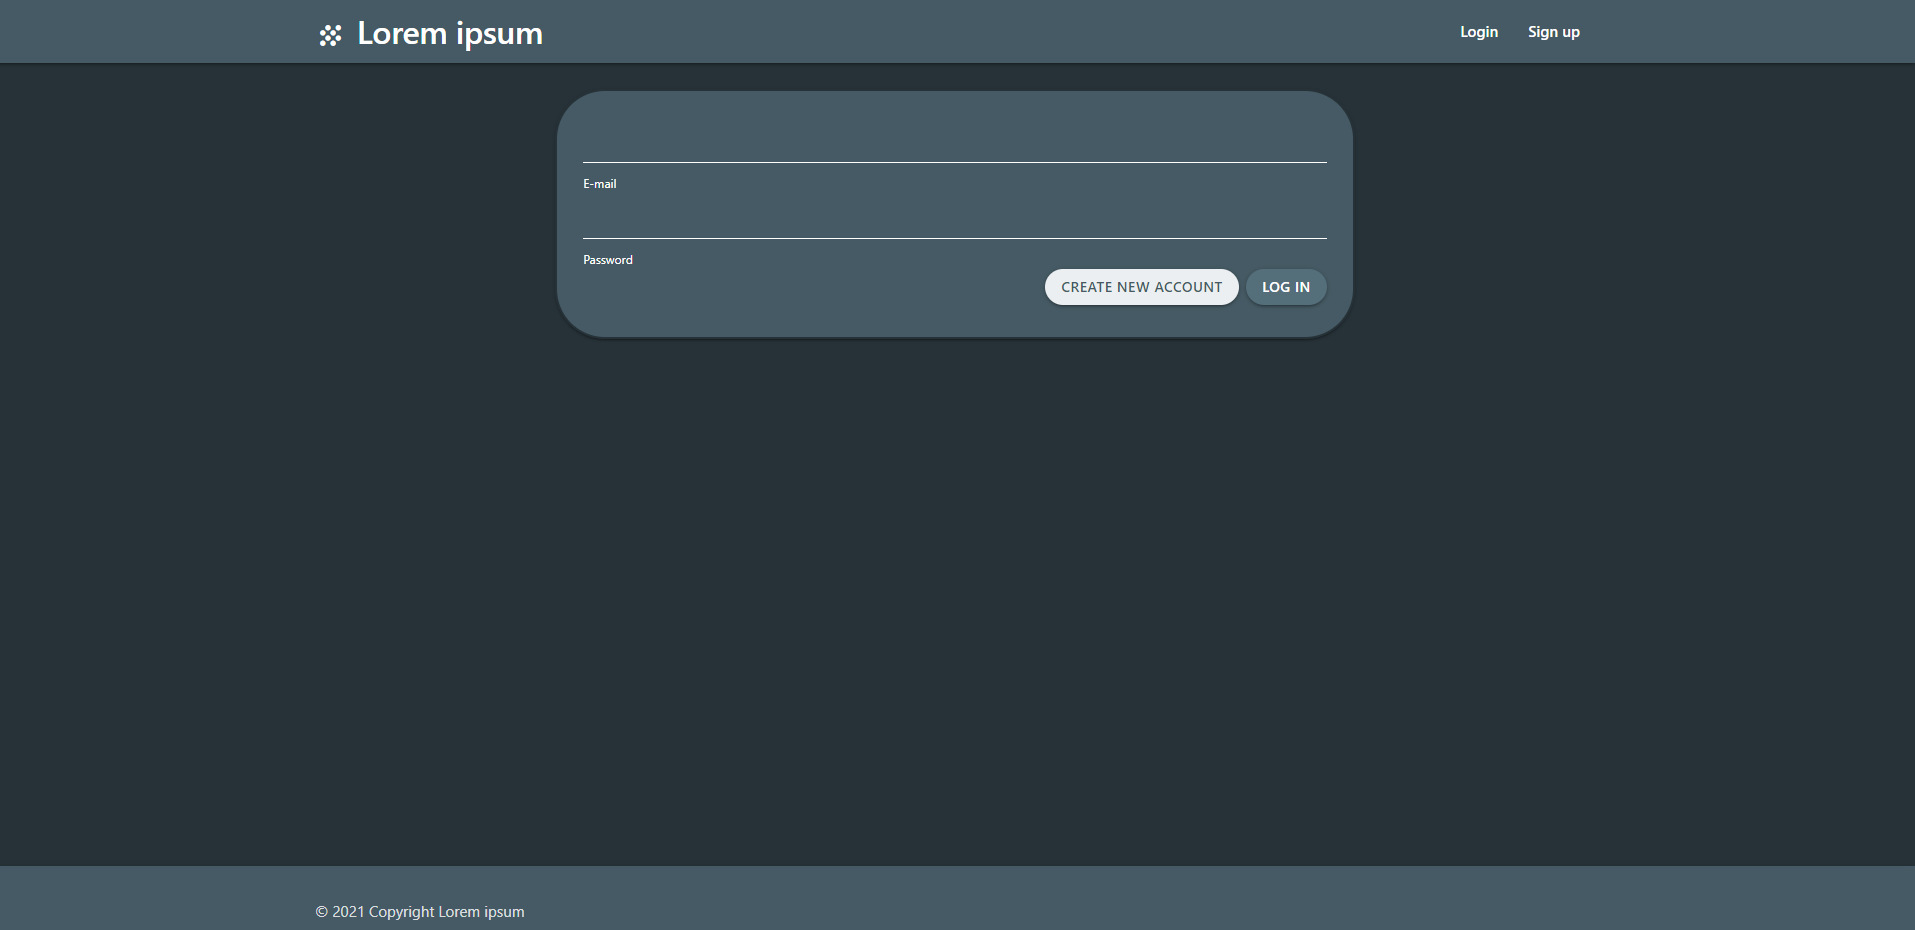 Lorem ipsum
Login
Sign up
E-mail
Password
CREATE NEW ACCOUNT
LOG IN
© 2021 Copyright Lorem ipsum